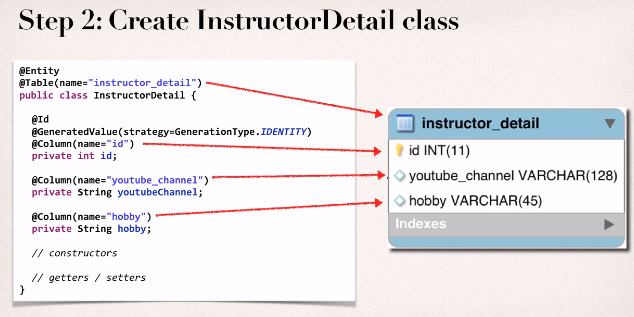 Step 2: Create InstructorDetail class
@Entity
@Table(name="instructor_detail")
public class InstructorDetail {
@Id
@GeneratedValue(strategy=GenerationType.IDENTITY)
@Column(name="id")
private int id;
@Column(name="youtube_channel")
private String youtubeChannel;
@Column(name="hobby")
private String hobby;
// constructors
// getters / setters
}
instructor_detail
id INT(11)
youtube_channel VARCHAR(128)
hobby VARCHAR(45)
Indexes